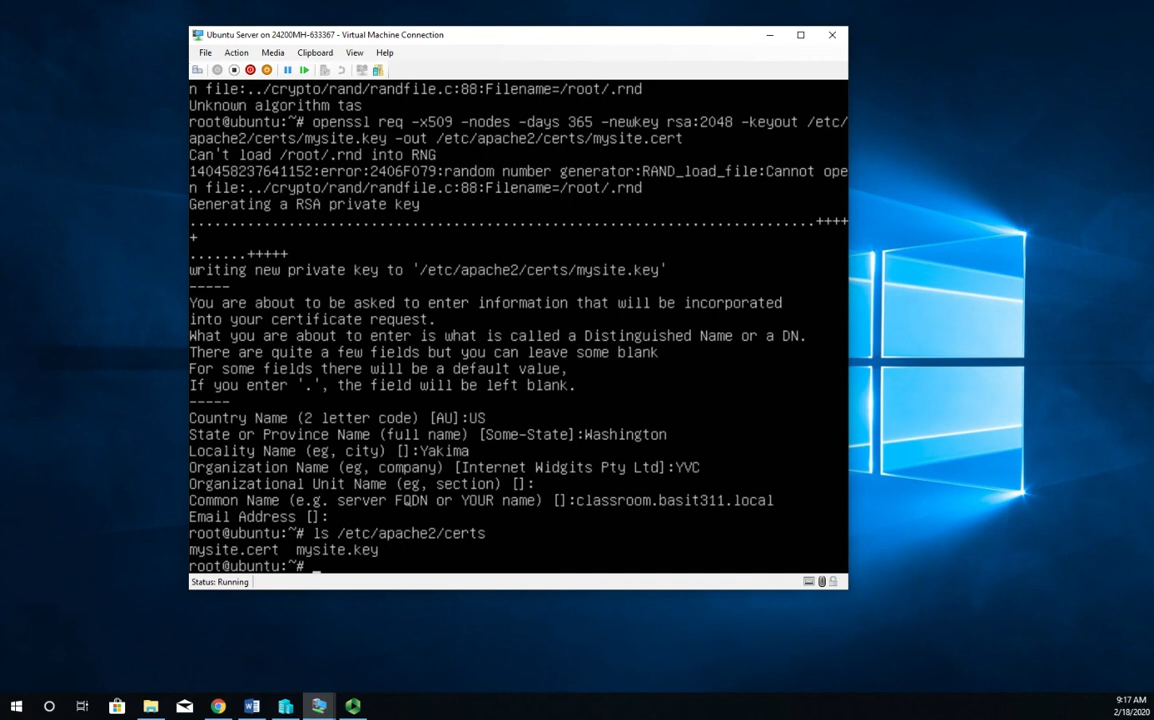 Ubuntu Server on 24200MH-633367 - Virtual Machine Connection
File Action Media Clipboard View Help
n file:../crypto/rand/randfile.c:88:Filename=/root/.rnd
Unknown algorithm tas
root@ubuntu:~# openssl req -x509 -nodes -days 365 -newkey rsa:2048 -keyout /etc/
apache2/certs/mysite.key -out /etc/apache2/certs/mysite.cert
Can't load /root/.rnd into RNG
140458237641152:error:2406F079:random number generator:RAND_load_file:Cannot ope
n file:../crypto/rand/randfile.c:88:Filename=/root/.rnd
Generating a RSA private key
............................................................................++++
+
.......+++++
writing new private key to '/etc/apache2/certs/mysite.key'
-----
You are about to be asked to enter information that will be incorporated
into your certificate request.
What you are about to enter is what is called a Distinguished Name or a DN.
There are quite a few fields but you can leave some blank
For some fields there will be a default value,
If you enter '.', the field will be left blank.
-----
Country Name (2 letter code) [AU]:US
State or Province Name (full name) [Some-State]:Washington
Locality Name (eg, city) []:Yakima
Organization Name (eg, company) [Internet Widgits Pty Ltd]:YVC
Organizational Unit Name (eg, section) []:
Common Name (e.g. server FQDN or YOUR name) []:classroom.basit311.local
Email Address []:
root@ubuntu:~# ls /etc/apache2/certs
mysite.cert  mysite.key
root@ubuntu:~# _
Status: Running
9:17 AM
2/18/2020